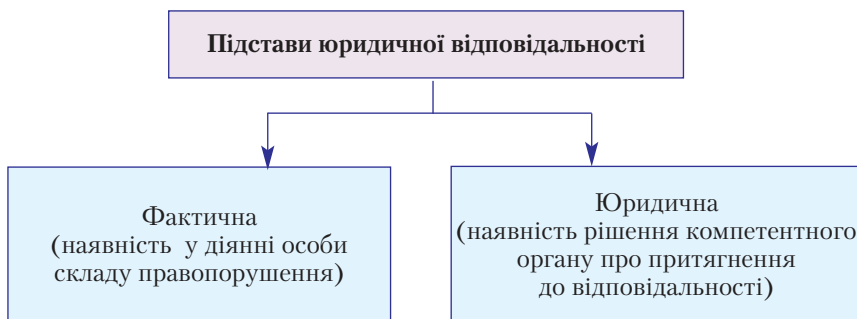 Підстави юридичної відповідальності
Фактична
(наявність у діянні особи
складу правопорушення)
Юридична
(наявність рішення компетентного
органу про притягнення
до відповідальності)